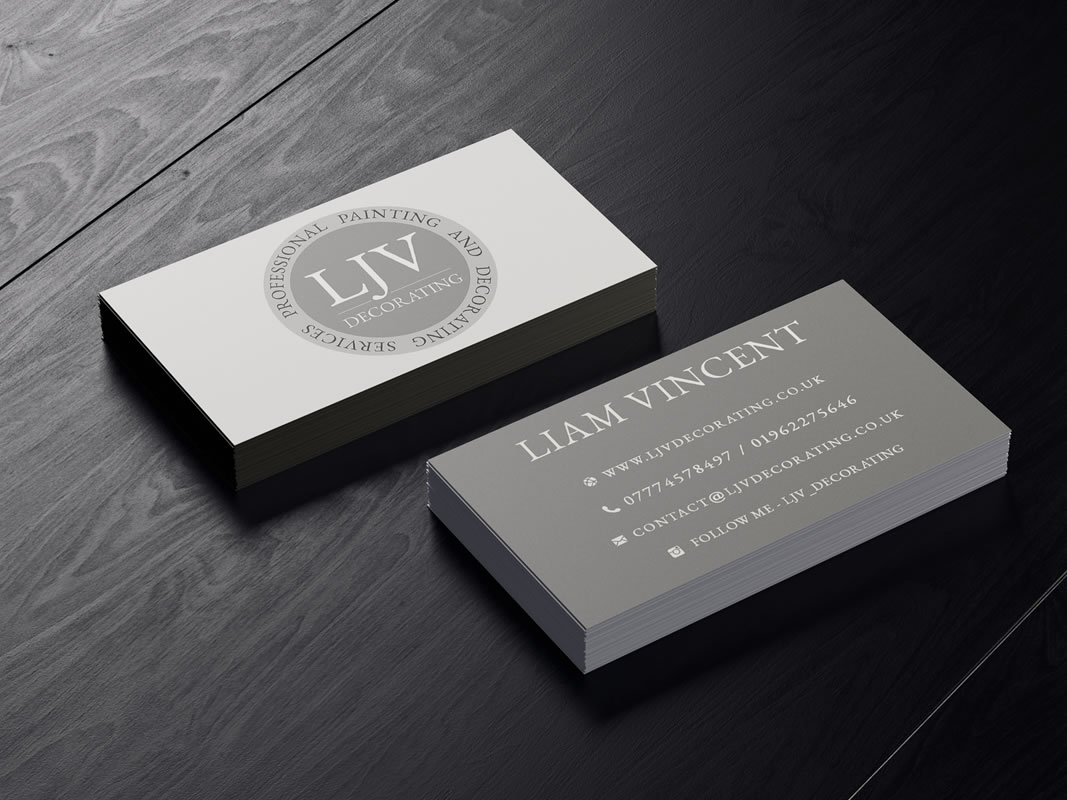 PROFESSIONAL PAINTING AND DECORATING SERVICES
LJV
DECORATING
LIAM VINCENT
WWW.LJVDECORATING.CO.UK
07774578497 / 01962275646
CONTACT@LJVDECORATING.CO.UK
FOLLOW ME - LJV_DECORATING